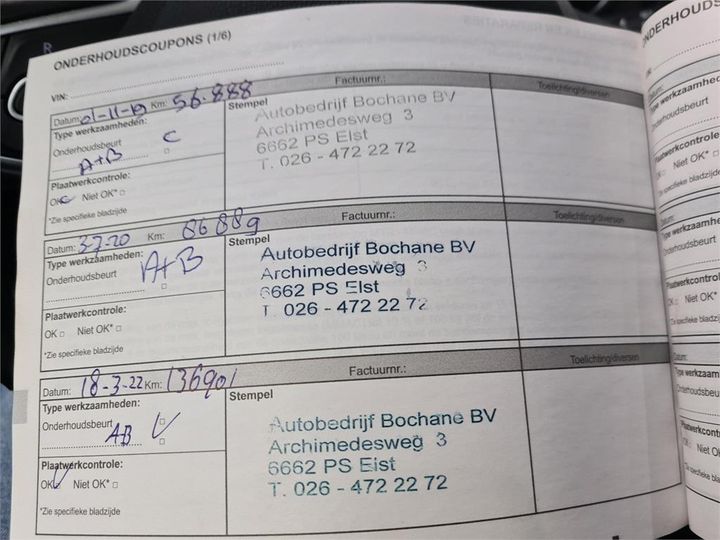 R
ONDERHOUDSCOUPONS (1/6)
VIN:
Datum: 01-11-19 Km: 56.888
Factuurnr.:
Toelichting/diversen
Type werkzaamheden:
Onderhoudsbeurt
A+B
Plaatwerkcontrole:
OK Niet OK*
*Zie specifieke bladzijde
Stempel
Autobedrijf Bochane BV
Archimedesweg 3
6662 PS Elst
T. 026 - 472 22 72
Datum: 3-7-20 Km: 86889
Factuurnr.:
Toelichting/diversen
Type werkzaamheden:
Onderhoudsbeurt
A+B
Plaatwerkcontrole:
OK Niet OK*
*Zie specifieke bladzijde
Stempel
Autobedrijf Bochane BV
Archimedesweg 3
6662 PS Elst
T. 026 - 472 22 72
Datum: 18-3-22 Km: 136901
Factuurnr.:
Toelichting/diversen
Type werkzaamheden:
Onderhoudsbeurt
AB
Plaatwerkcontrole:
OK Niet OK*
*Zie specifieke bladzijde
Stempel
Autobedrijf Bochane BV
Archimedesweg 3
6662 PS Elst
T. 026 - 472 22 72